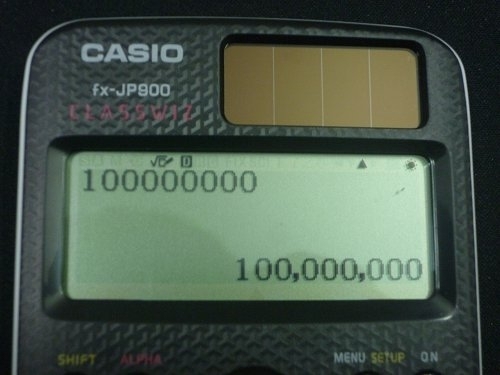 CASIO
fx-JP900
CLASSWIZ
√D/ D
100000000
100,000,000
SHIFT ALPHA
MENU SETUP ON